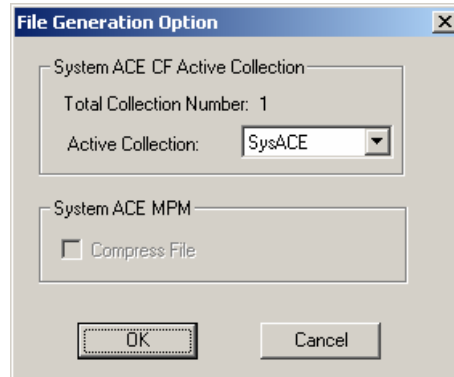 File Generation Option
System ACE CF Active Collection
Total Collection Number: 1
Active Collection: SysACE
System ACE MPM
Compress File
OK Cancel